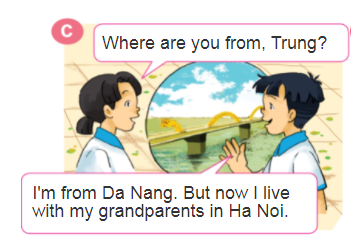 C
Where are you from, Trung?
I'm from Da Nang. But now I live
with my grandparents in Ha Noi.